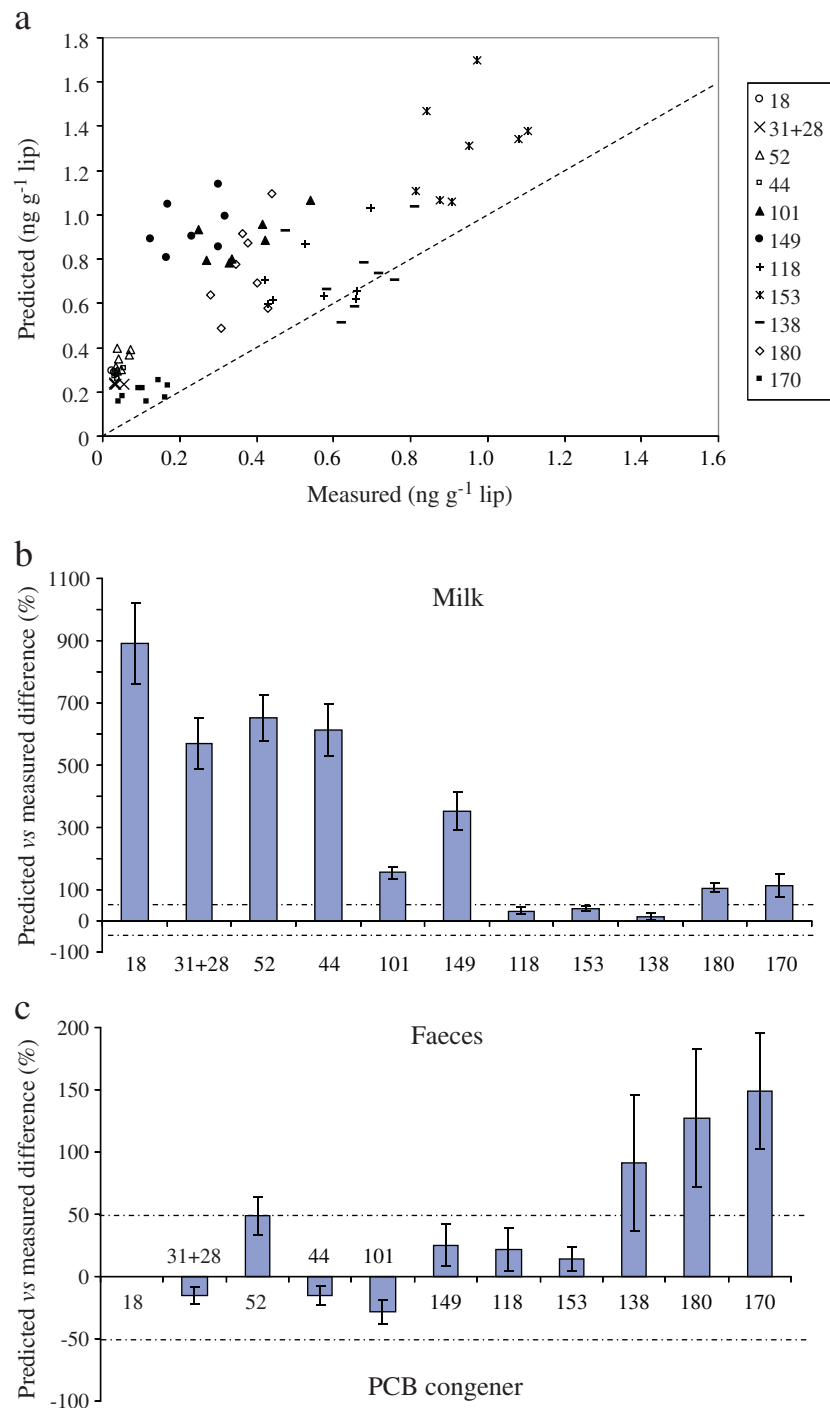 a
Predicted (ng g⁻¹ lip)
1.8
1.6
1.4
1.2
1.0
0.8
0.6
0.4
0.2
0
0 0.2 0.4 0.6 0.8 1.0 1.2 1.4 1.6
Measured (ng g⁻¹ lip)
18
31+28
52
44
101
149
118
153
138
180
170
b
Milk
Predicted vs measured difference (%)
1100
900
700
500
300
100
0
-100
18 31+28 52 44 101 149 118 153 138 180 170
c
Faeces
Predicted vs measured difference (%)
200
150
100
50
0
-50
-100
31+28 44 101
18 52 149 118 153 138 180 170
PCB congener